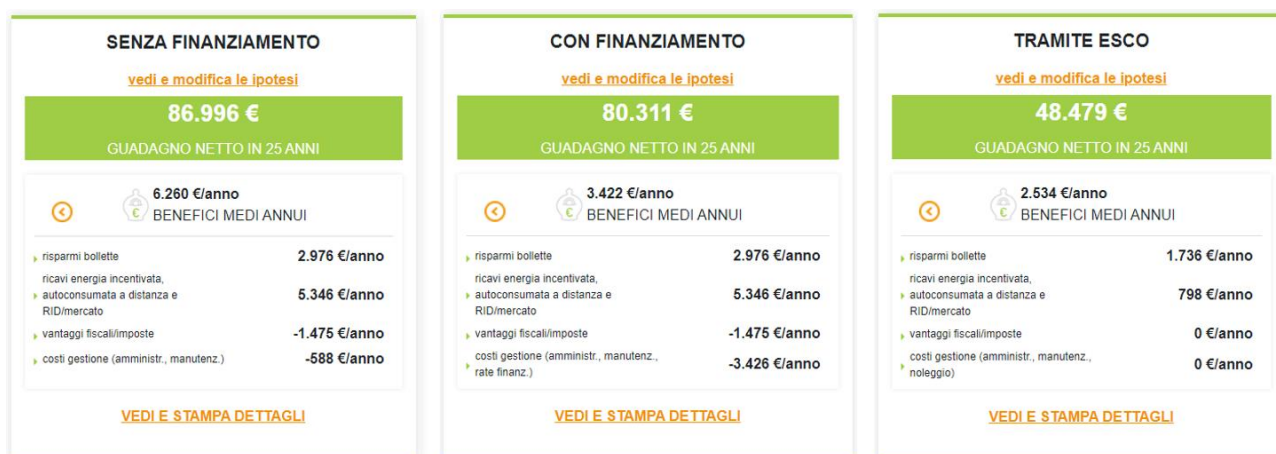 SENZA FINANZIAMENTO
vedi e modifica le ipotesi
86.996 €
GUADAGNO NETTO IN 25 ANNI
6.260 €/anno
€
BENEFICI MEDI ANNUI
risparmi bollette 2.976 €/anno
ricavi energia incentivata,
autoconsumata a distanza e 5.346 €/anno
RID/mercato
vantaggi fiscali/imposte -1.475 €/anno
costi gestione (amministr., manutenz.) -588 €/anno
VEDI E STAMPA DETTAGLI
CON FINANZIAMENTO
vedi e modifica le ipotesi
80.311 €
GUADAGNO NETTO IN 25 ANNI
3.422 €/anno
€
BENEFICI MEDI ANNUI
risparmi bollette 2.976 €/anno
ricavi energia incentivata,
autoconsumata a distanza e 5.346 €/anno
RID/mercato
vantaggi fiscali/imposte -1.475 €/anno
costi gestione (amministr., manutenz.,
rate finanz.) -3.426 €/anno
VEDI E STAMPA DETTAGLI
TRAMITE ESCO
vedi e modifica le ipotesi
48.479 €
GUADAGNO NETTO IN 25 ANNI
2.534 €/anno
€
BENEFICI MEDI ANNUI
risparmi bollette 1.736 €/anno
ricavi energia incentivata,
autoconsumata a distanza e 798 €/anno
RID/mercato
vantaggi fiscali/imposte 0 €/anno
costi gestione (amministr., manutenz.,
noleggio) 0 €/anno
VEDI E STAMPA DETTAGLI